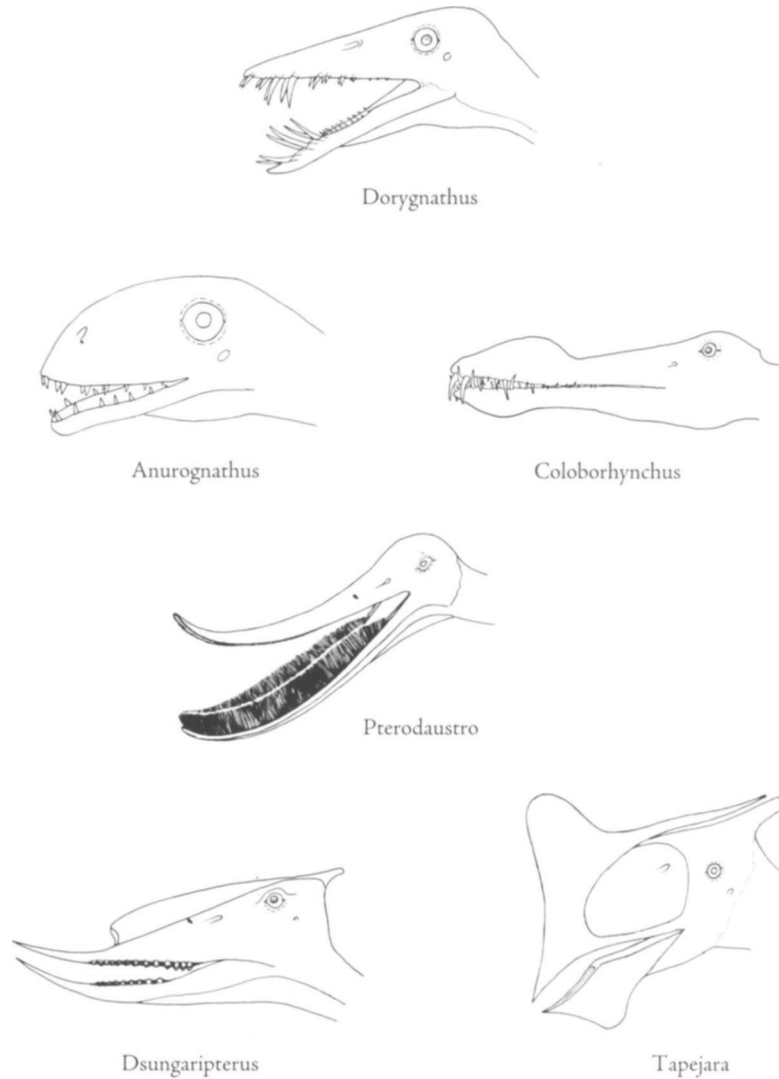 Dorygnathus
Anurognathus
Coloborhynchus
Pterodaustro
Dsungaripterus
Tapejara